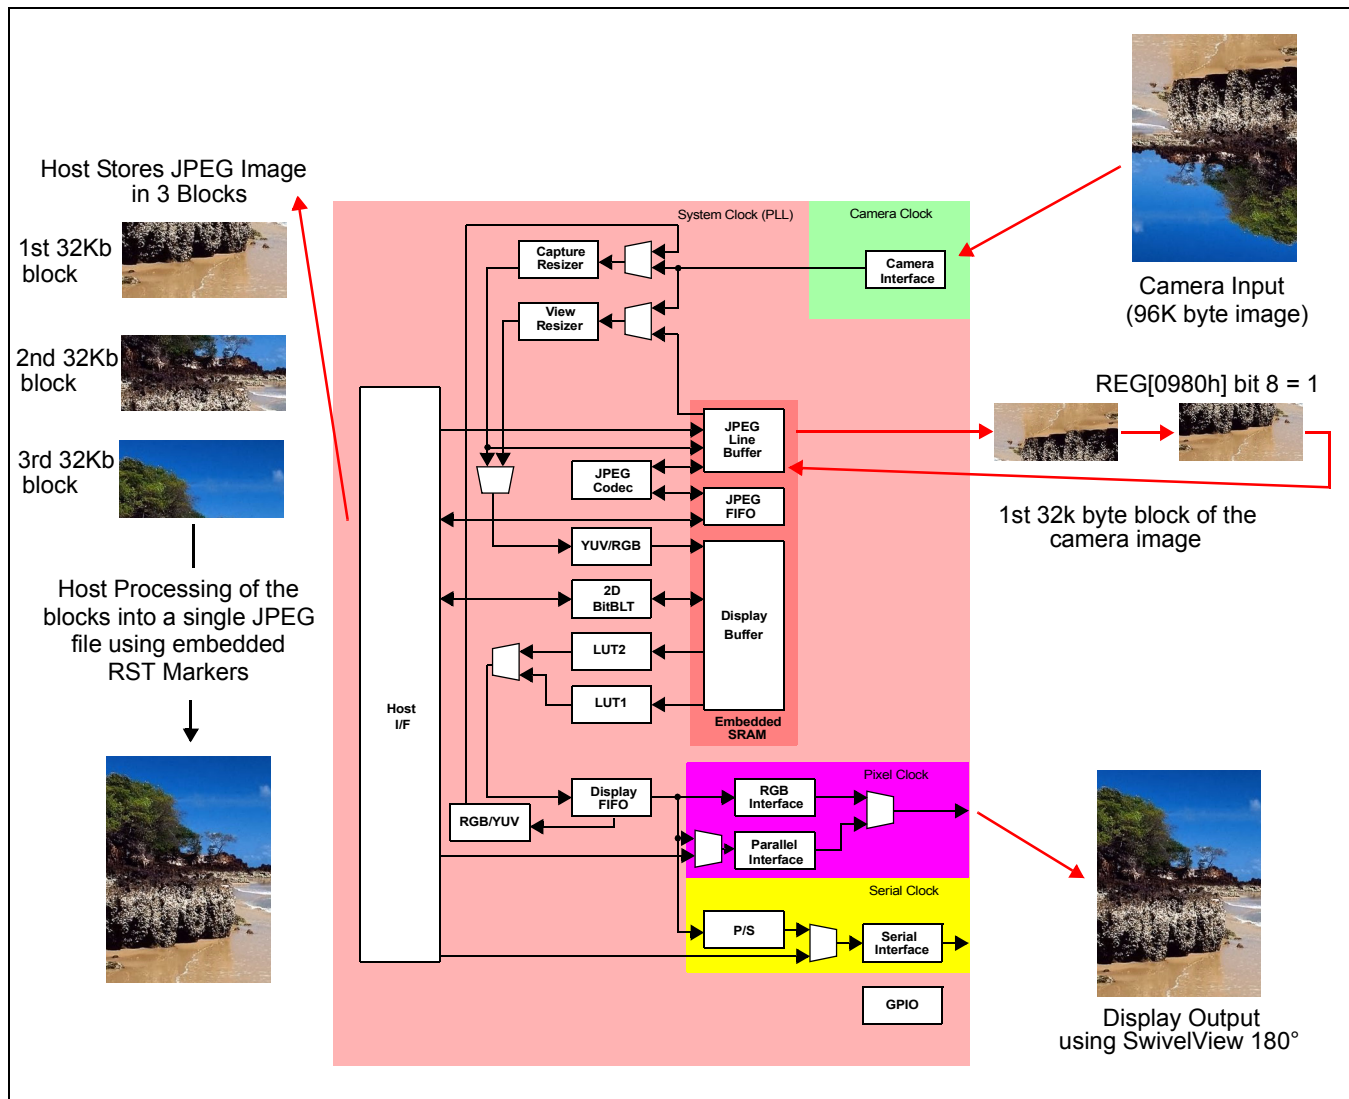 Host Stores JPEG Image
in 3 Blocks
1st 32Kb
block
2nd 32Kb
block
3rd 32Kb
block
Host Processing of the
blocks into a single JPEG
file using embedded
RST Markers
System Clock (PLL)
Camera Clock
Capture
Resizer
Camera
Interface
View
Resizer
JPEG
Line
Buffer
JPEG
Codec
JPEG
FIFO
YUV/RGB
2D
BitBLT
Display
Buffer
LUT2
LUT1
Embedded
SRAM
Host
I/F
Pixel Clock
Display
FIFO
RGB
Interface
RGB/YUV
Parallel
Interface
Serial Clock
P/S
Serial
Interface
GPIO
Camera Input
(96K byte image)
REG[0980h] bit 8 = 1
1st 32k byte block of the
camera image
Display Output
using SwivelView 180°